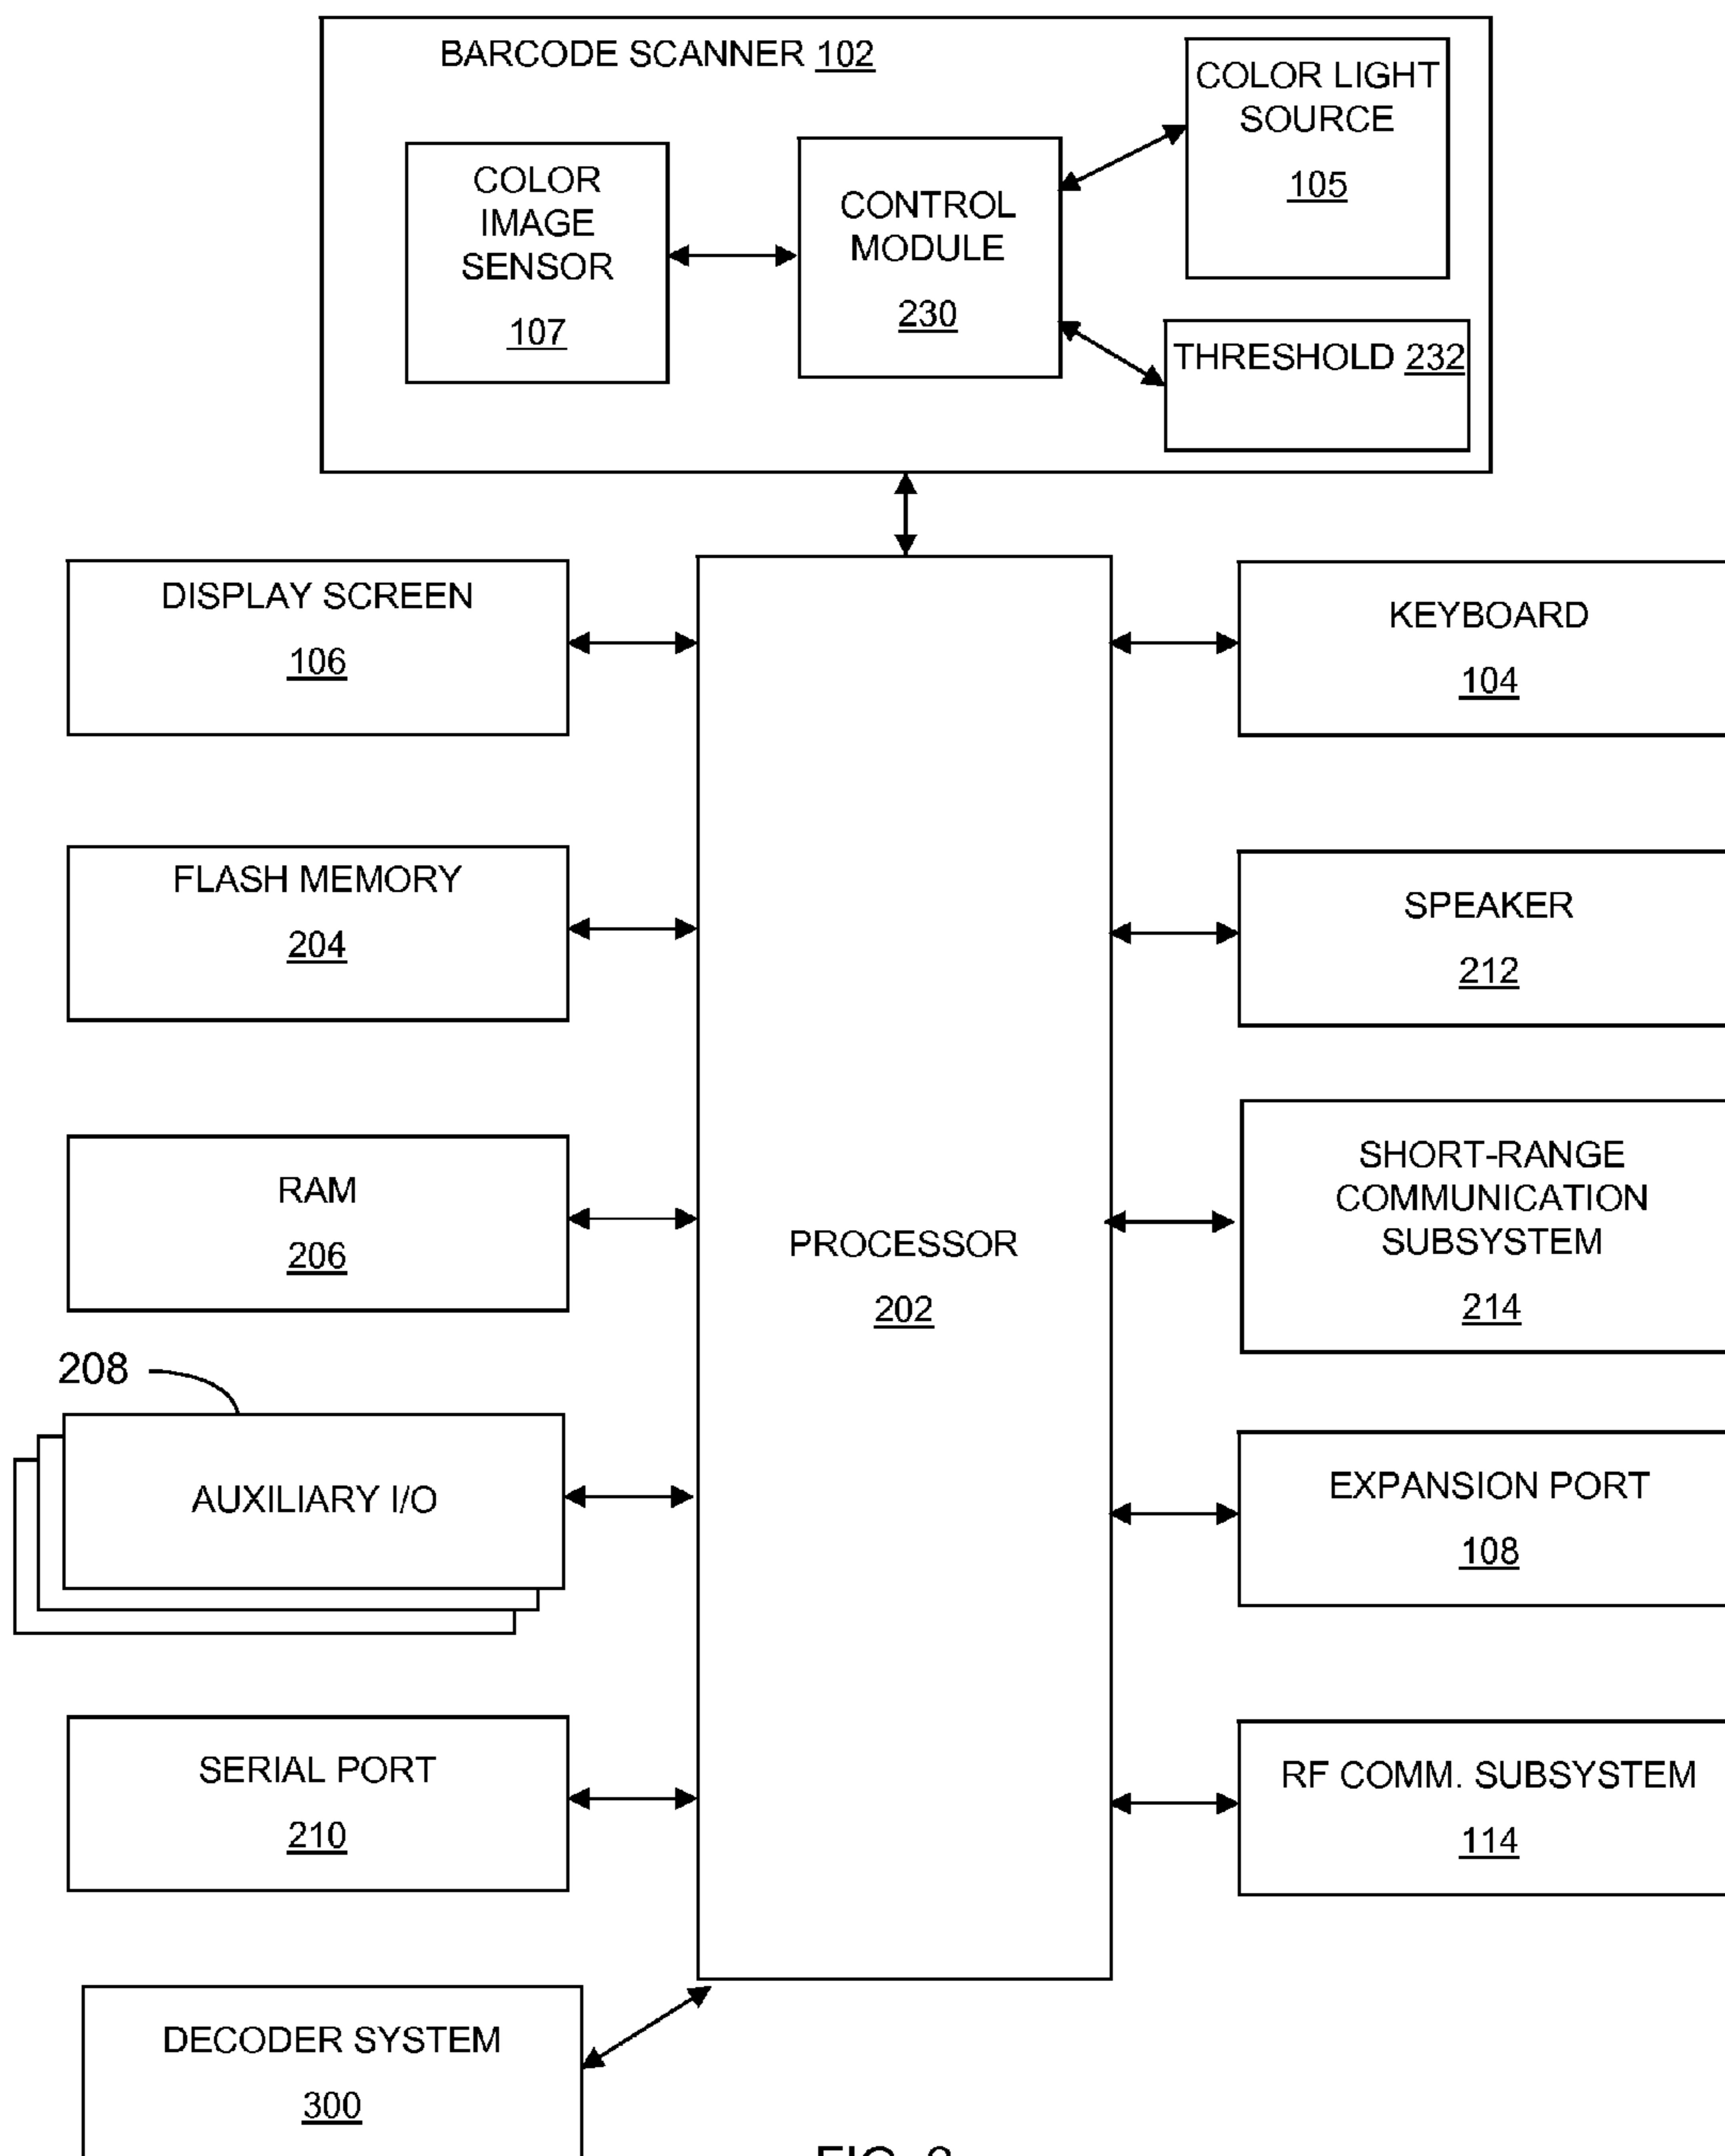 BARCODE SCANNER 102
COLOR LIGHT
SOURCE
105
COLOR
IMAGE
SENSOR
107
CONTROL
MODULE
230
THRESHOLD 232
DISPLAY SCREEN
106
KEYBOARD
104
FLASH MEMORY
204
SPEAKER
212
RAM
206
PROCESSOR
202
SHORT-RANGE
COMMUNICATION
SUBSYSTEM
214
208
AUXILIARY I/O
EXPANSION PORT
108
SERIAL PORT
210
RF COMM. SUBSYSTEM
114
DECODER SYSTEM
300
FIG.